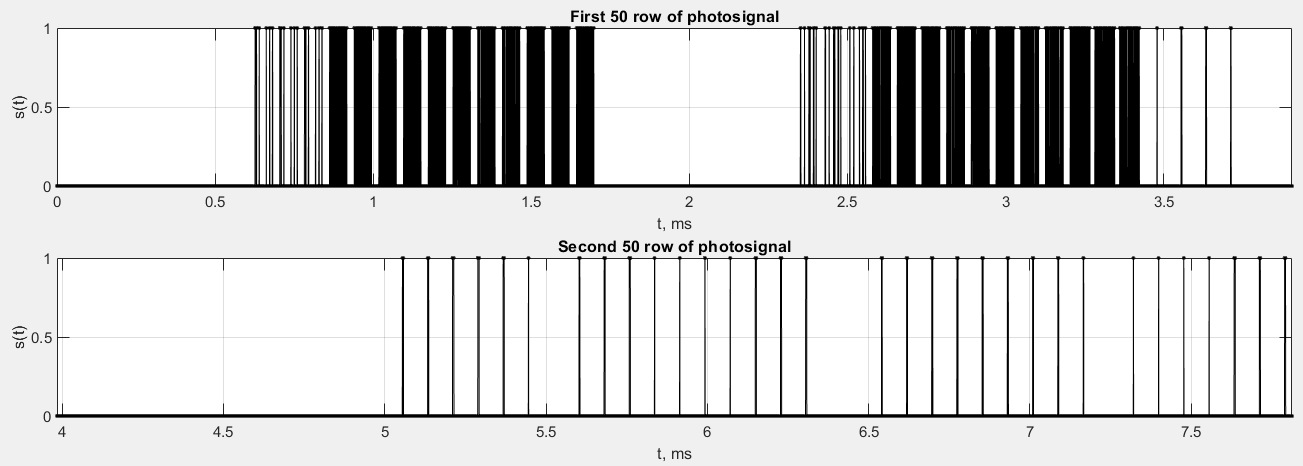 First 50 row of photosignal
1
0.5
0
s(t)
0 0.5 1 1.5 2 2.5 3 3.5
t, ms
Second 50 row of photosignal
1
0.5
0
s(t)
4 4.5 5 5.5 6 6.5 7 7.5
t, ms